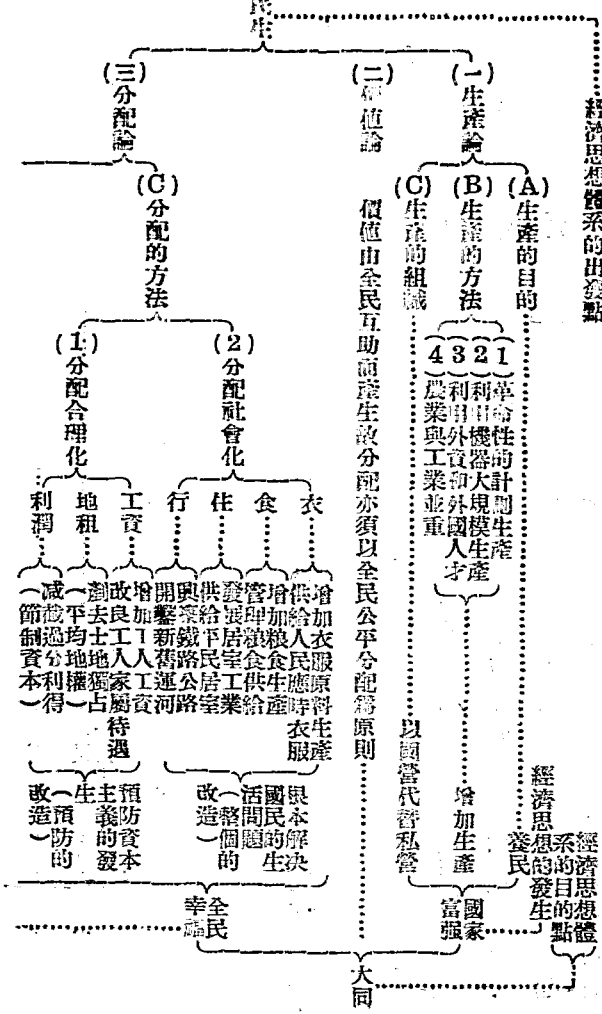 經濟思想體系的出發點
民生
(一)生產論
(A)生產的目的
養民
(B)生產的方法
(1)革命性的計劃生產
(2)利用機器大規模生產
(3)利用外資和外國人才
(4)農業與工業並重
增加生產
(C)生產的組織
以國營代替私營
經濟思想的發生
國家富强
(二)價值論
價值由全民互助而產生故分配亦須以全民公平分配爲原則
(三)分配論
(C)分配的方法
(2)分配社會化
衣
增加衣服原料生產
供給人民應時衣服
食
增加粮食生產
管理粮食供給
住
發展居室工業
供給平民居室
行
興築鐵路公路
開鑿新舊運河
根本解決
國民的生
活問題
(整個的
改造)
(1)分配合理化
工資
增加工人工資
改良工人家屬待遇
地租
剷去土地獨占
(平均地權)
利潤
减裁過分利得
(節制資本)
預防資本
主義的發
生
(預防的
改造)
全民幸福
經濟思想體
系的目的點
大同